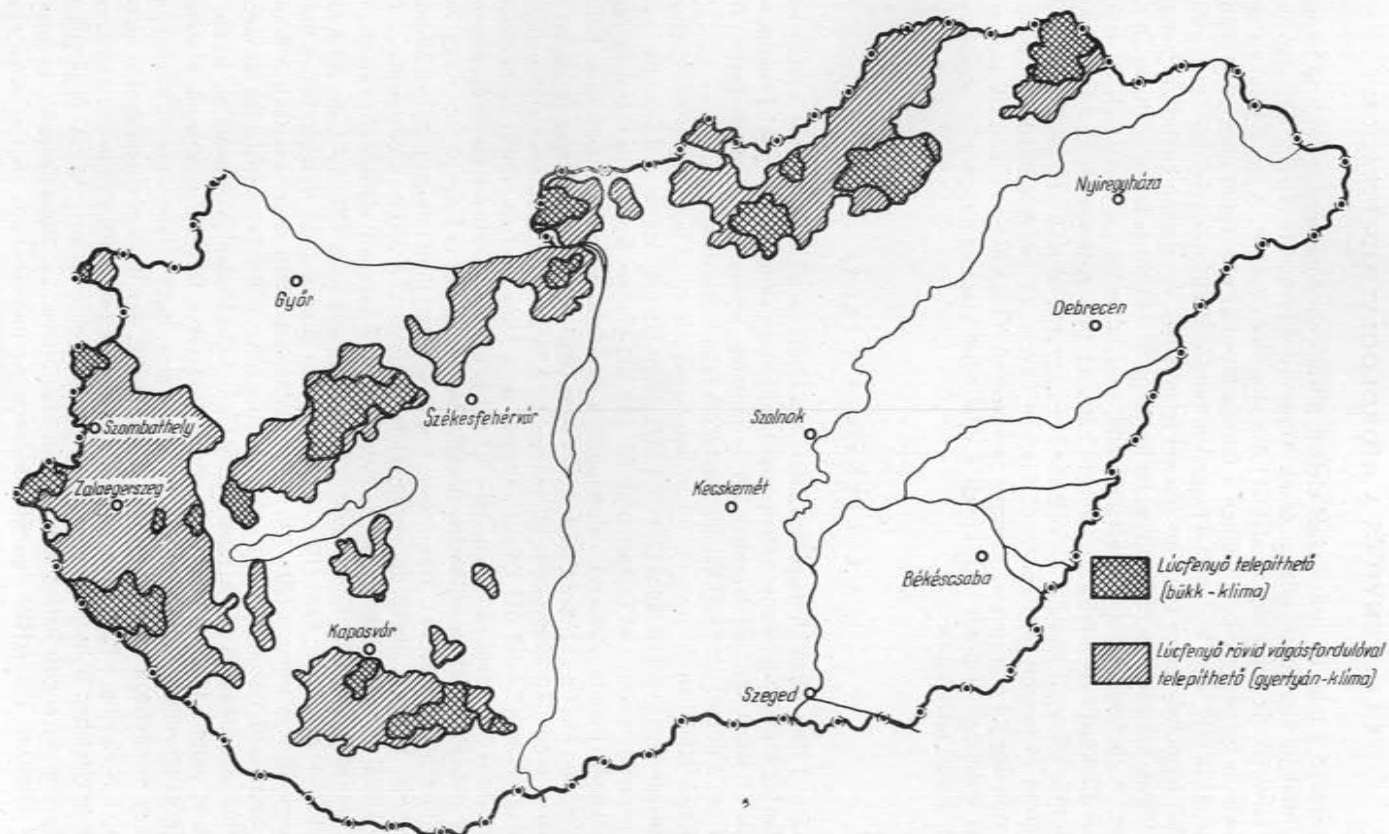 Nyíregyháza
Győr
Debrecen
Szombathely
Székesfehérvár
Szolnok
Zalaegerszeg
Kecskemét
Békéscsaba
Lúcfenyő telepíthető
(bükk-klíma)
Kaposvár
Lúcfenyő rövid vágásfordulóval
telepíthető (gyertyán-klíma)
Szeged